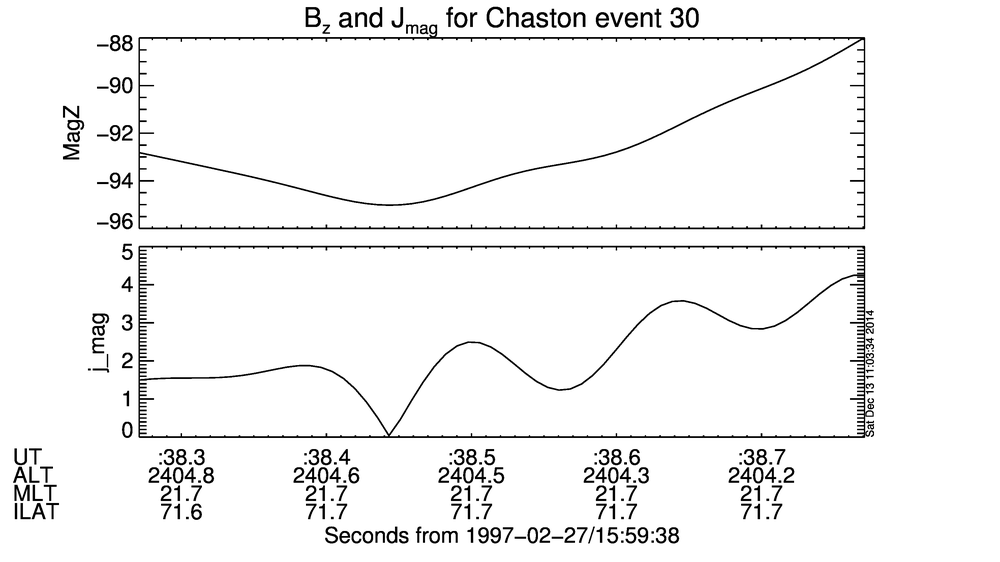 Bz and Jmag for Chaston event 30
−88
−90
−92
−94
−96
MagZ
5
4
3
2
1
0
j_mag
Sat Dec 13 11:03:34 2014
UT :38.3 :38.4 :38.5 :38.6 :38.7
ALT 2404.8 2404.6 2404.5 2404.3 2404.2
MLT 21.7 21.7 21.7 21.7 21.7
ILAT 71.6 71.7 71.7 71.7 71.7
Seconds from 1997−02−27/15:59:38